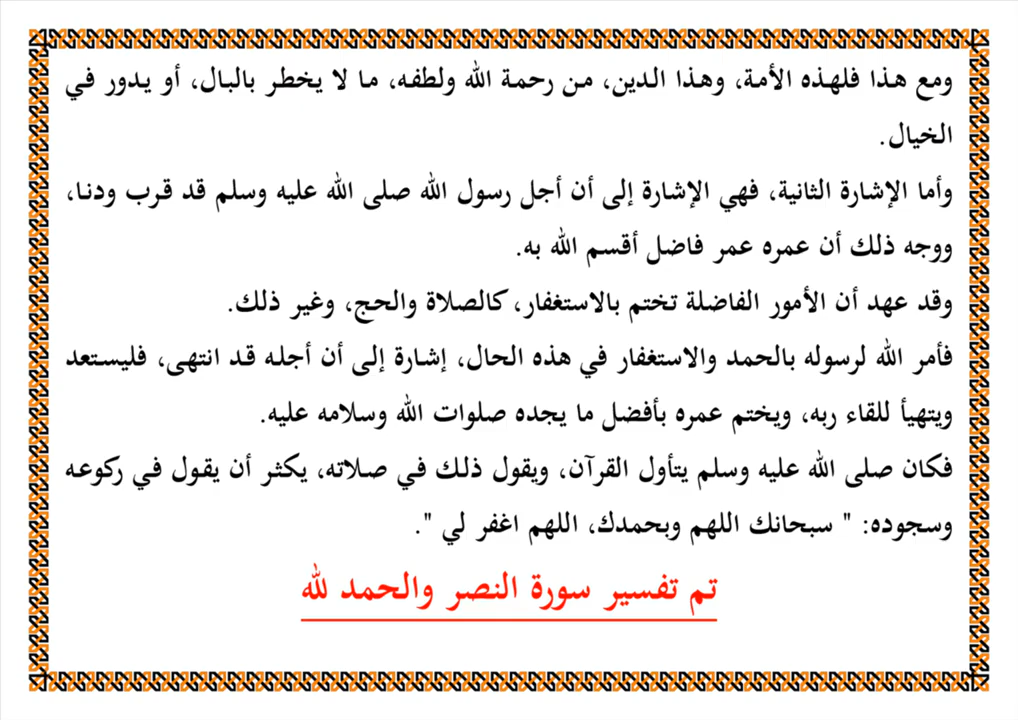 ومع هذا فلهذه الأمة، وهذا الدين، من رحمة الله ولطفه، ما لا يخطر بالبال، أو يدور في
الخيال.
وأما الإشارة الثانية، فهي الإشارة إلى أن أجل رسول الله صلى الله عليه وسلم قد قرب ودنا،
ووجه ذلك أن عمره عمر فاضل أقسم الله به.
وقد عهد أن الأمور الفاضلة تختم بالاستغفار، كالصلاة والحج، وغير ذلك.
فأمر الله لرسوله بالحمد والاستغفار في هذه الحال، إشارة إلى أن أجله قد انتهى، فليستعد
ويتهيأ للقاء ربه، ويختم عمره بأفضل ما يجده صلوات الله وسلامه عليه.
فكان صلى الله عليه وسلم يتأول القرآن، ويقول ذلك في صلاته، يكثر أن يقول في ركوعه
وسجوده: " سبحانك اللهم وبحمدك، اللهم اغفر لي ".
تم تفسير سورة النصر والحمد لله